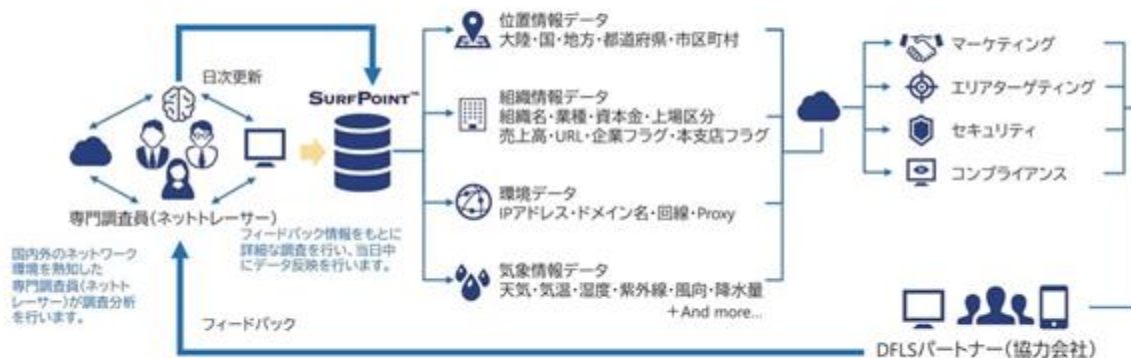 日次更新
SURFPOINT™
専門調査員(ネットトレーサー)
国内外のネットワーク
環境を熟知した
専門調査員(ネットト
レーサー)が調査分析
を行います。
フィードバック情報をもとに
詳細な調査を行い、当日中
にデータ反映を行います。
フィードバック
位置情報データ
大陸・国・地方・都道府県・市区町村
組織情報データ
組織名・業種・資本金・上場区分
売上高・URL・企業フラグ・本支店フラグ
環境データ
IPアドレス・ドメイン名・回線・Proxy
気象情報データ
天気・気温・湿度・紫外線・風向・降水量
+And more...
マーケティング
エリアターゲティング
セキュリティ
コンプライアンス
DFLSパートナー(協力会社)